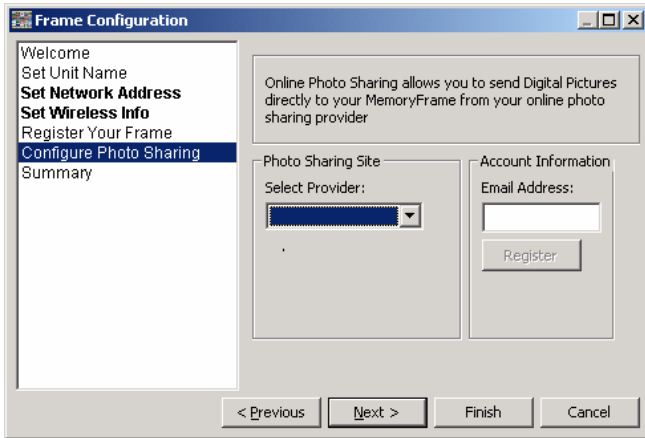 Frame Configuration
Welcome
Set Unit Name
Set Network Address
Set Wireless Info
Register Your Frame
Configure Photo Sharing
Summary
Online Photo Sharing allows you to send Digital Pictures
directly to your MemoryFrame from your online photo
sharing provider
Photo Sharing Site
Select Provider:
Account Information
Email Address:
Register
< Previous
Next >
Finish
Cancel